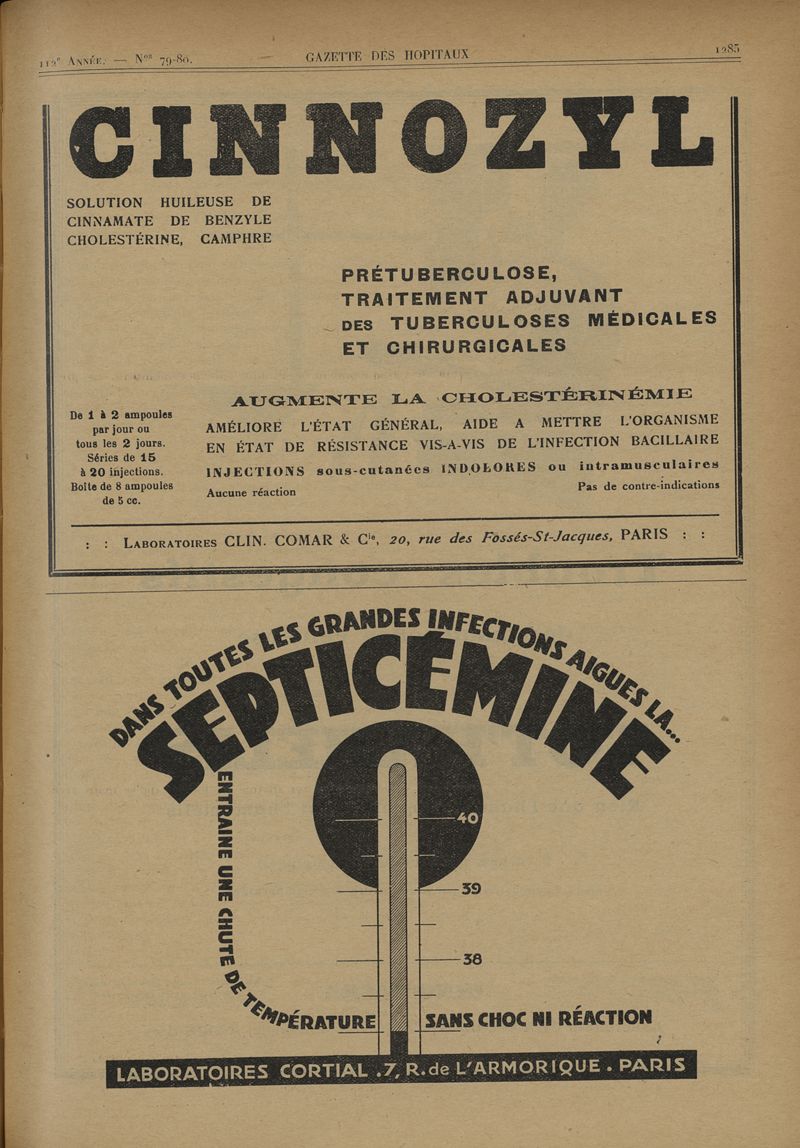 112e ANNÉE. — Nos 79-80.
GAZETTE DES HOPITAUX
1285
CINNOZYL
SOLUTION HUILEUSE DE
CINNAMATE DE BENZYLE
CHOLESTÉRINE, CAMPHRE
PRÉTUBERCULOSE,
TRAITEMENT ADJUVANT
DES TUBERCULOSES MÉDICALES
ET CHIRURGICALES
De 1 à 2 ampoules
par jour ou
tous les 2 jours.
Séries de 15
à 20 injections.
Boîte de 8 ampoules
de 5 cc.
AUGMENTE LA CHOLESTÉRINÉMIE
AMÉLIORE L'ÉTAT GÉNÉRAL, AIDE A METTRE L'ORGANISME
EN ÉTAT DE RÉSISTANCE VIS-A-VIS DE L'INFECTION BACILLAIRE
INJECTIONS sous-cutanées INDOLORES ou intramusculaires
Aucune réaction
Pas de contre-indications
: : LABORATOIRES CLIN. COMAR & Cie, 20, rue des Fossés-St-Jacques, PARIS : :
DANS TOUTES LES GRANDES INFECTIONS AIGUES LA...
SEPTICÉMINE
40
39
38
ENTRAINE UNE CHUTE DE TEMPÉRATURE
SANS CHOC NI RÉACTION
LABORATOIRES CORTIAL . 7, R. de L'ARMORIQUE . PARIS